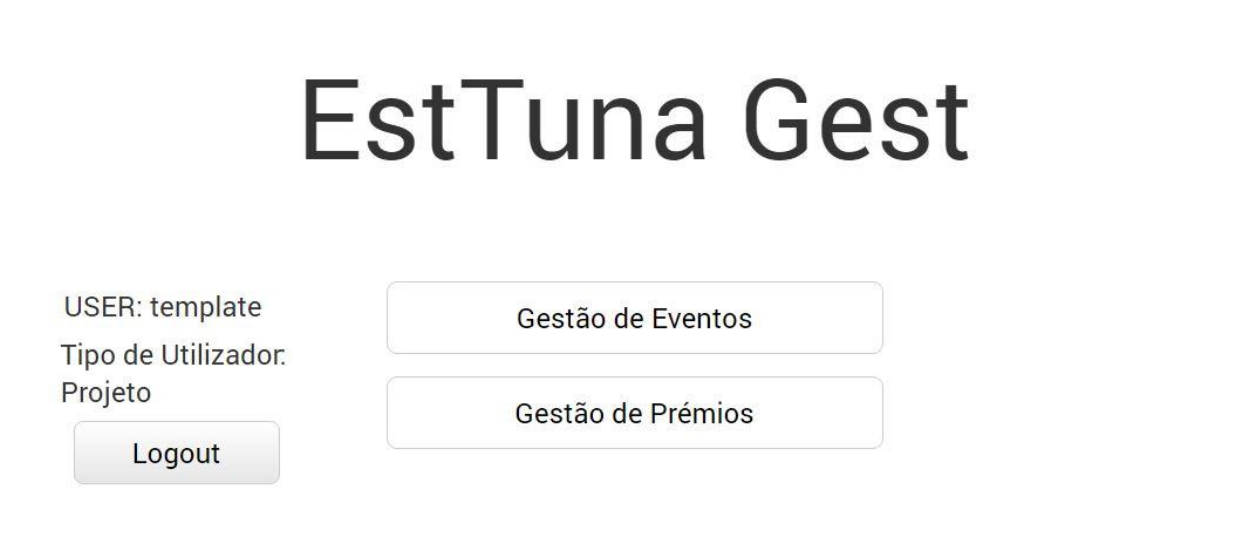 EstTuna Gest
USER: template
Tipo de Utilizador:
Projeto
Logout
Gestão de Eventos
Gestão de Prémios